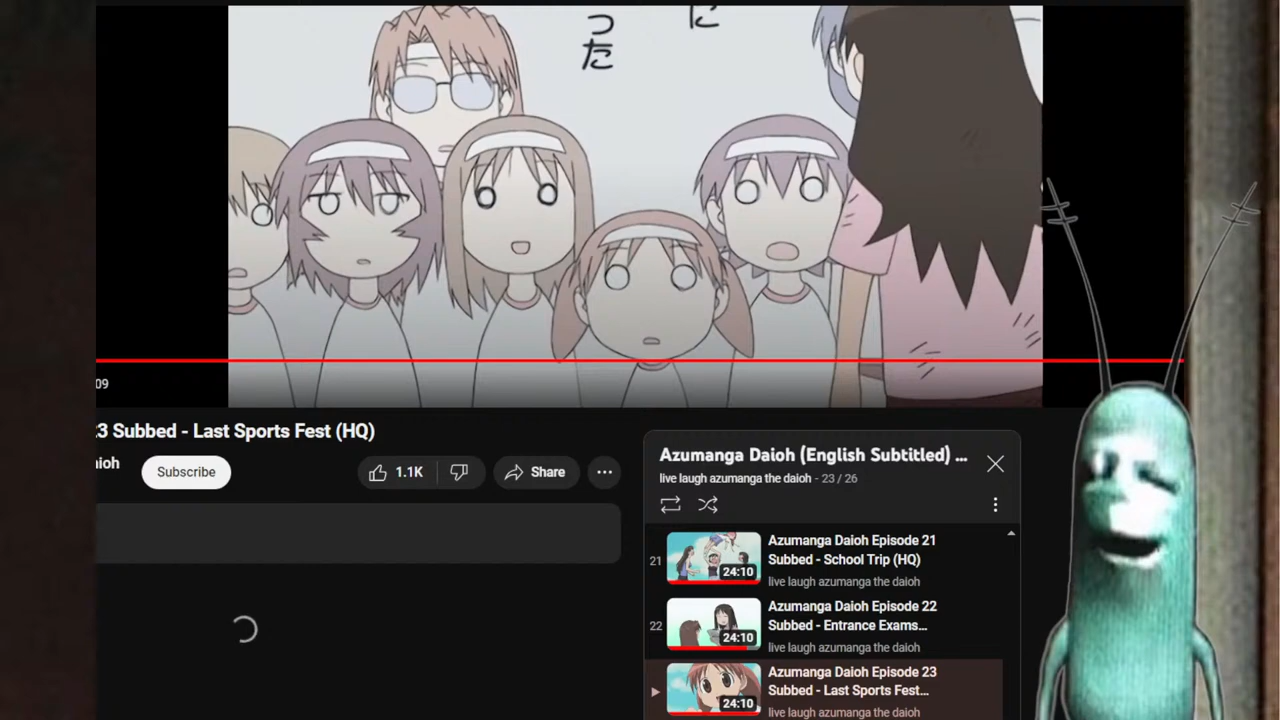 に
った
09
23 Subbed - Last Sports Fest (HQ)
ioh
Subscribe
1.1K
Share
Azumanga Daioh (English Subtitled) ...
live laugh azumanga the daioh - 23 / 26
21
24:10
Azumanga Daioh Episode 21
Subbed - School Trip (HQ)
live laugh azumanga the daioh
22
24:10
Azumanga Daioh Episode 22
Subbed - Entrance Exams...
live laugh azumanga the daioh
24:10
Azumanga Daioh Episode 23
Subbed - Last Sports Fest...
live laugh azumanga the daioh